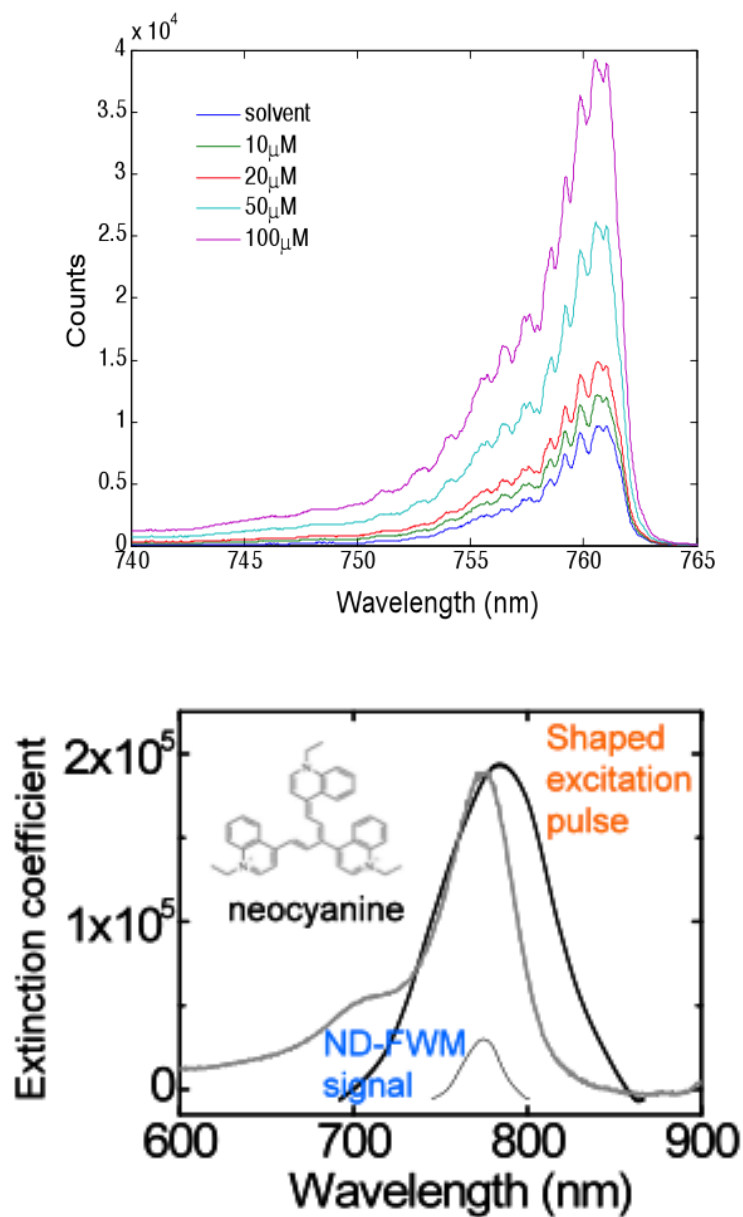 x 10⁴
4
3.5
3
2.5
2
1.5
1
0.5
0
solvent
10µM
20µM
50µM
100µM
Counts
740 745 750 755 760 765
Wavelength (nm)
2x10⁵
1x10⁵
0
Extinction coefficient
Shaped
excitation
pulse
N⁺
N⁺
N⁺
neocyanine
ND-FWM
signal
600 700 800 900
Wavelength (nm)